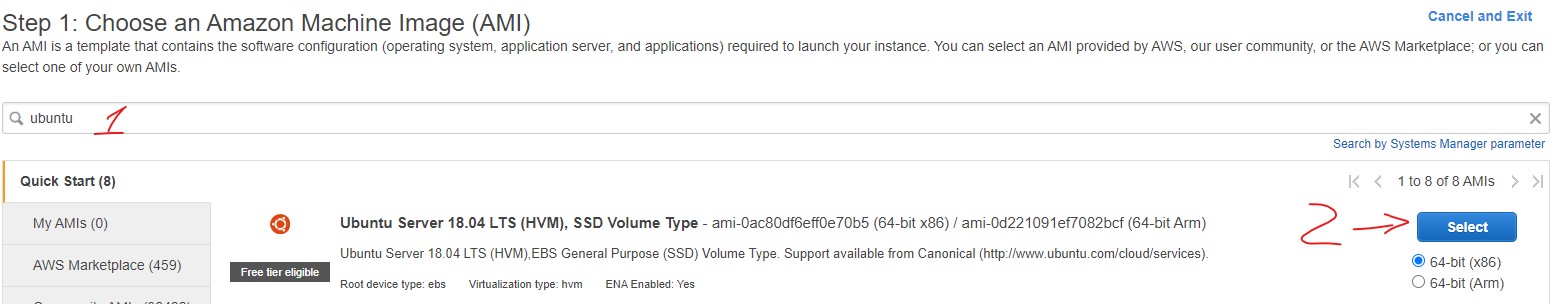 Step 1: Choose an Amazon Machine Image (AMI)
Cancel and Exit
An AMI is a template that contains the software configuration (operating system, application server, and applications) required to launch your instance. You can select an AMI provided by AWS, our user community, or the AWS Marketplace; or you can
select one of your own AMIs.
ubuntu
1
Search by Systems Manager parameter
Quick Start (8)
1 to 8 of 8 AMIs
My AMIs (0)
AWS Marketplace (459)
Ubuntu Server 18.04 LTS (HVM), SSD Volume Type - ami-0ac80df6eff0e70b5 (64-bit x86) / ami-0d221091ef7082bcf (64-bit Arm)
Free tier eligible
Ubuntu Server 18.04 LTS (HVM),EBS General Purpose (SSD) Volume Type. Support available from Canonical (http://www.ubuntu.com/cloud/services).
Root device type: ebs Virtualization type: hvm ENA Enabled: Yes
2
Select
64-bit (x86)
64-bit (Arm)